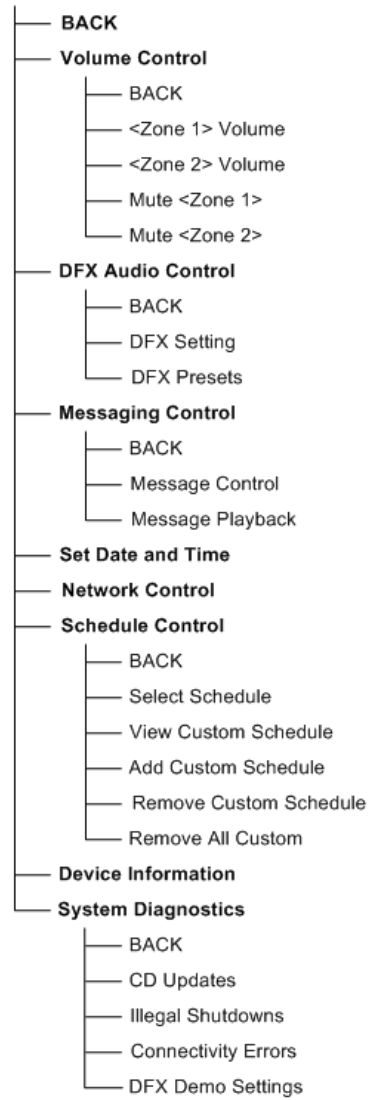 BACK
Volume Control
BACK
<Zone 1> Volume
<Zone 2> Volume
Mute <Zone 1>
Mute <Zone 2>
DFX Audio Control
BACK
DFX Setting
DFX Presets
Messaging Control
BACK
Message Control
Message Playback
Set Date and Time
Network Control
Schedule Control
BACK
Select Schedule
View Custom Schedule
Add Custom Schedule
Remove Custom Schedule
Remove All Custom
Device Information
System Diagnostics
BACK
CD Updates
Illegal Shutdowns
Connectivity Errors
DFX Demo Settings